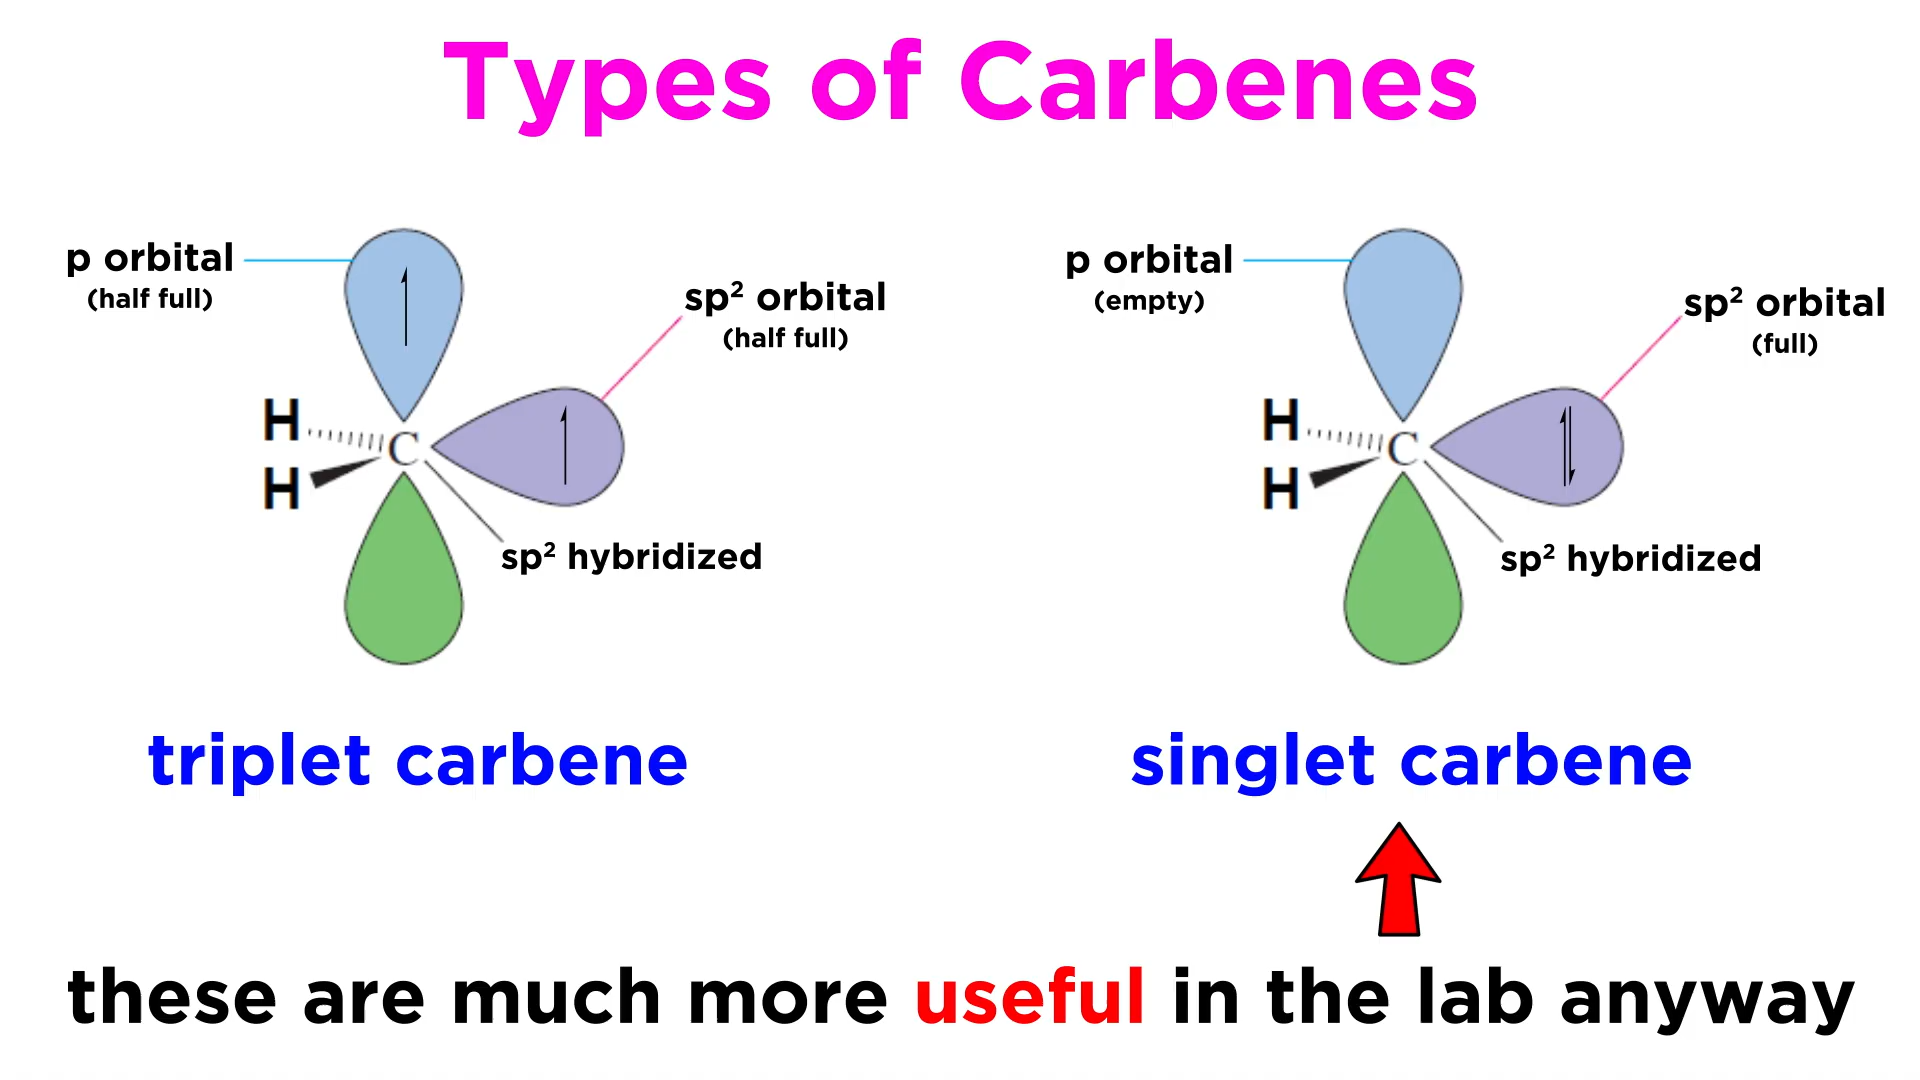 Types of Carbenes
p orbital
(half full)
sp² orbital
(half full)
H
H
C
sp² hybridized
triplet carbene
p orbital
(empty)
sp² orbital
(full)
H
H
C
sp² hybridized
singlet carbene
these are much more useful in the lab anyway